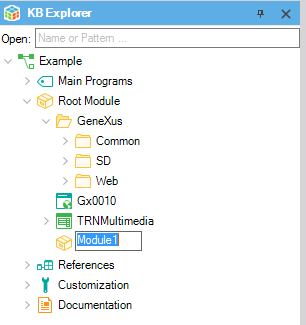 KB Explorer
Open: Name or Pattern ...
Example
Main Programs
Root Module
GeneXus
Common
SD
Web
Gx0010
TRNMultimedia
Module1
References
Customization
Documentation